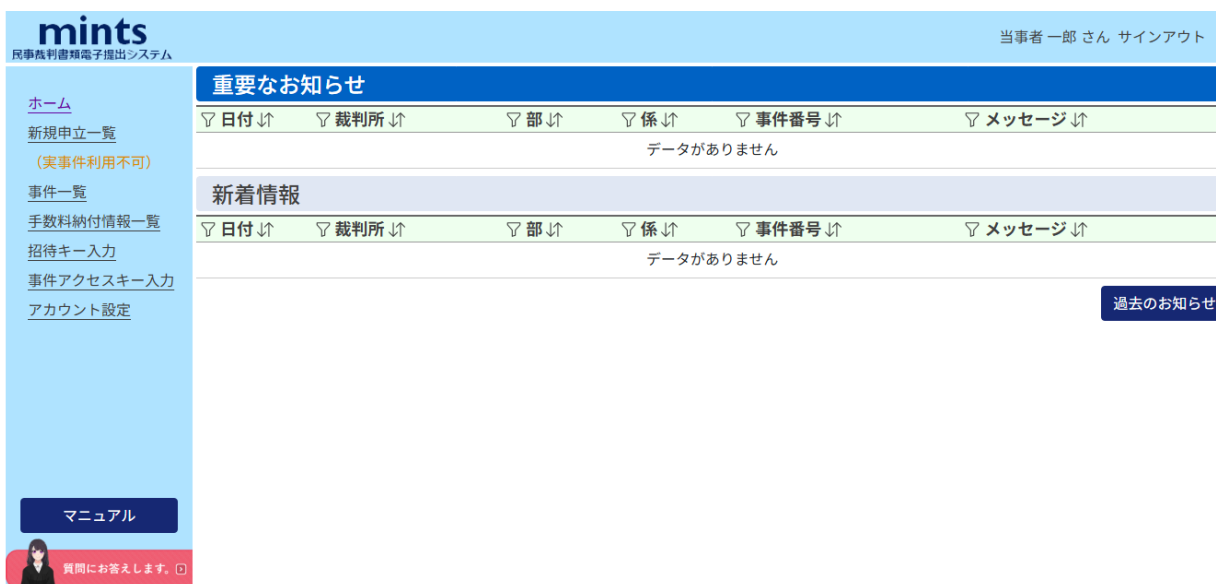 mints
民事裁判書類電子提出システム
当事者 一郎 さん サインアウト
ホーム
新規申立一覧
（実事件利用不可）
事件一覧
手数料納付情報一覧
招待キー入力
事件アクセスキー入力
アカウント設定
マニュアル
質問にお答えします。
重要なお知らせ
日付 裁判所 部 係 事件番号 メッセージ
データがありません
新着情報
日付 裁判所 部 係 事件番号 メッセージ
データがありません
過去のお知らせ